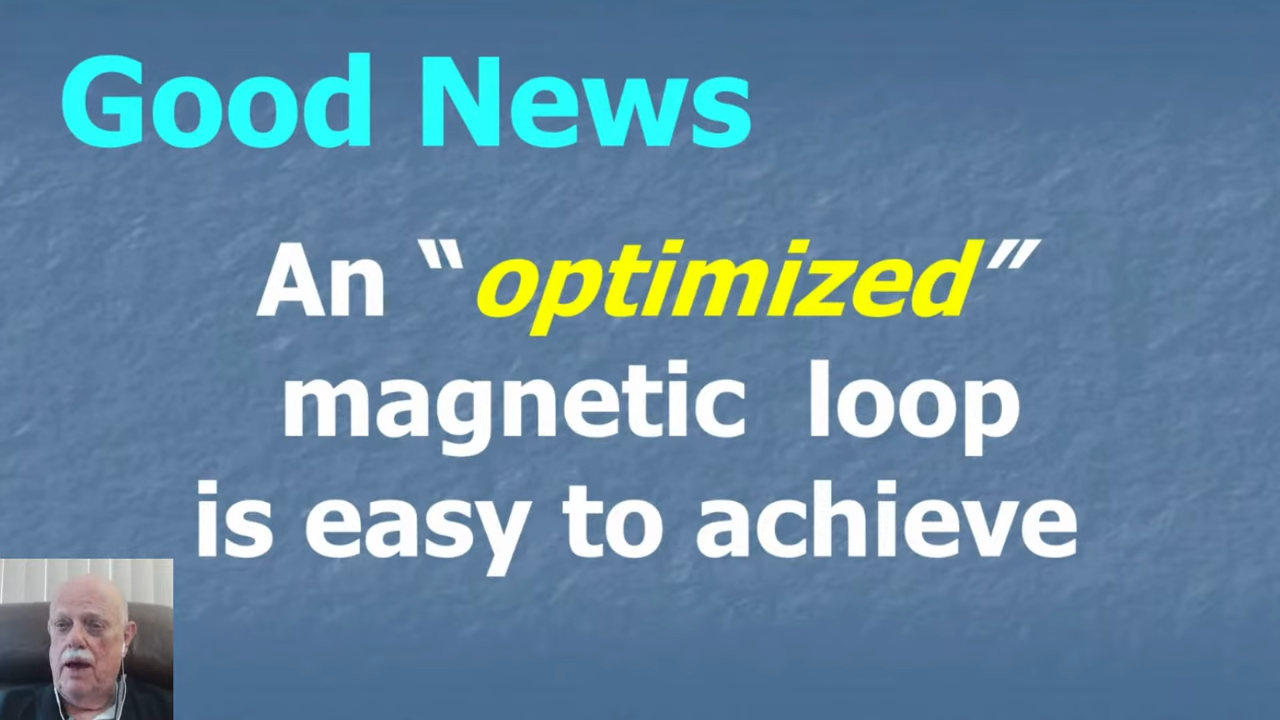 Good News
An “optimized”
magnetic loop
is easy to achieve